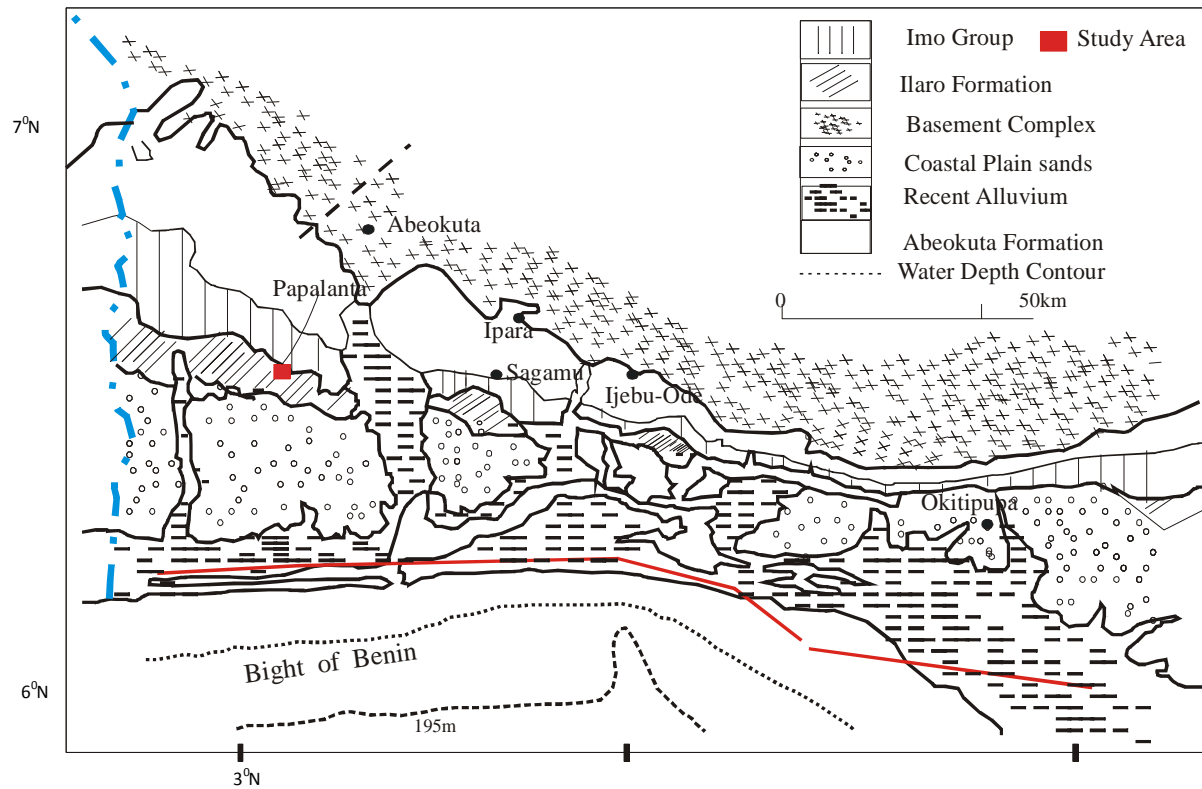 Imo Group
Study Area
Ilaro Formation
Basement Complex
Coastal Plain sands
Recent Alluvium
Abeokuta Formation
Water Depth Contour
0
50km
7⁰N
Abeokuta
Papalanta
Ipara
Sagamu
Ijebu-Ode
Okitipupa
Bight of Benin
6⁰N
195m
3⁰N